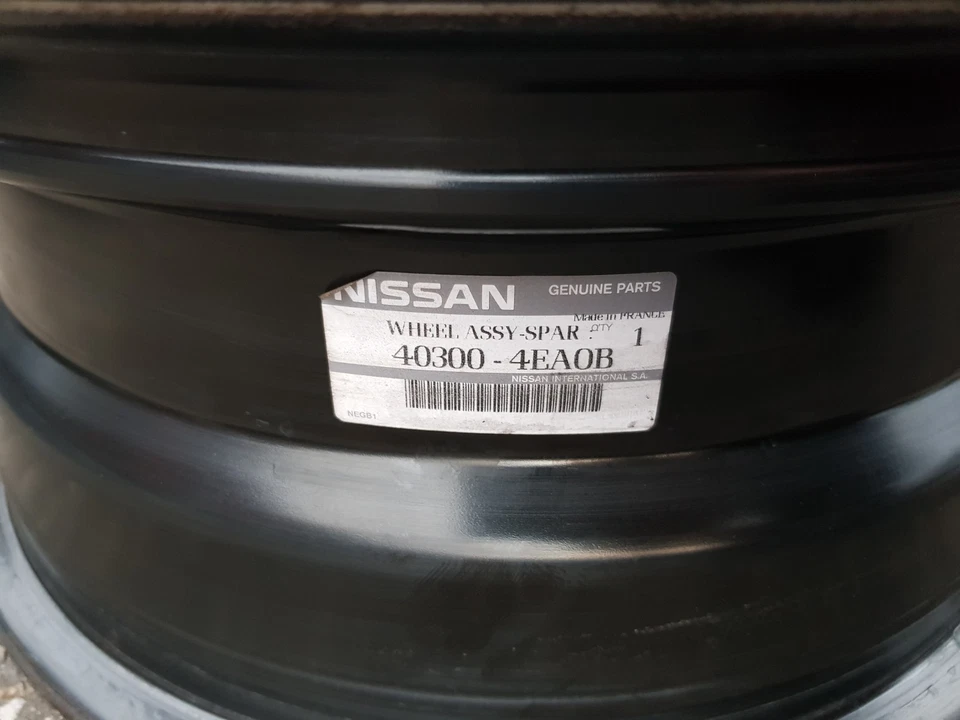 NISSAN GENUINE PARTS
Made in FRANCE
WHEEL ASSY-SPAR . QTY 1
40300 - 4EA0B
NISSAN INTERNATIONAL S.A.
NEGB1